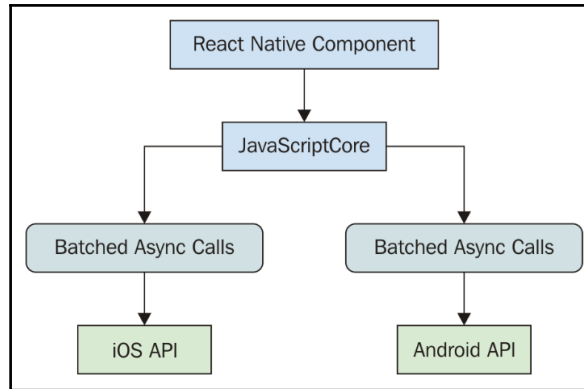 React Native Component
JavaScriptCore
Batched Async Calls
Batched Async Calls
iOS API
Android API